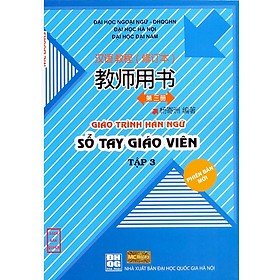 ĐẠI HỌC NGOẠI NGỮ - ĐHQGHN
ĐẠI HỌC HÀ NỘI
ĐẠI HỌC ĐẠI NAM
汉语教程(修订本)
教师用书
第三册
杨寄洲 编著
GIÁO TRÌNH HÁN NGỮ
SỔ TAY GIÁO VIÊN
TẬP 3
PHIÊN BẢN
MỚI
MCBooks
NHÀ XUẤT BẢN ĐẠI HỌC QUỐC GIA HÀ NỘI